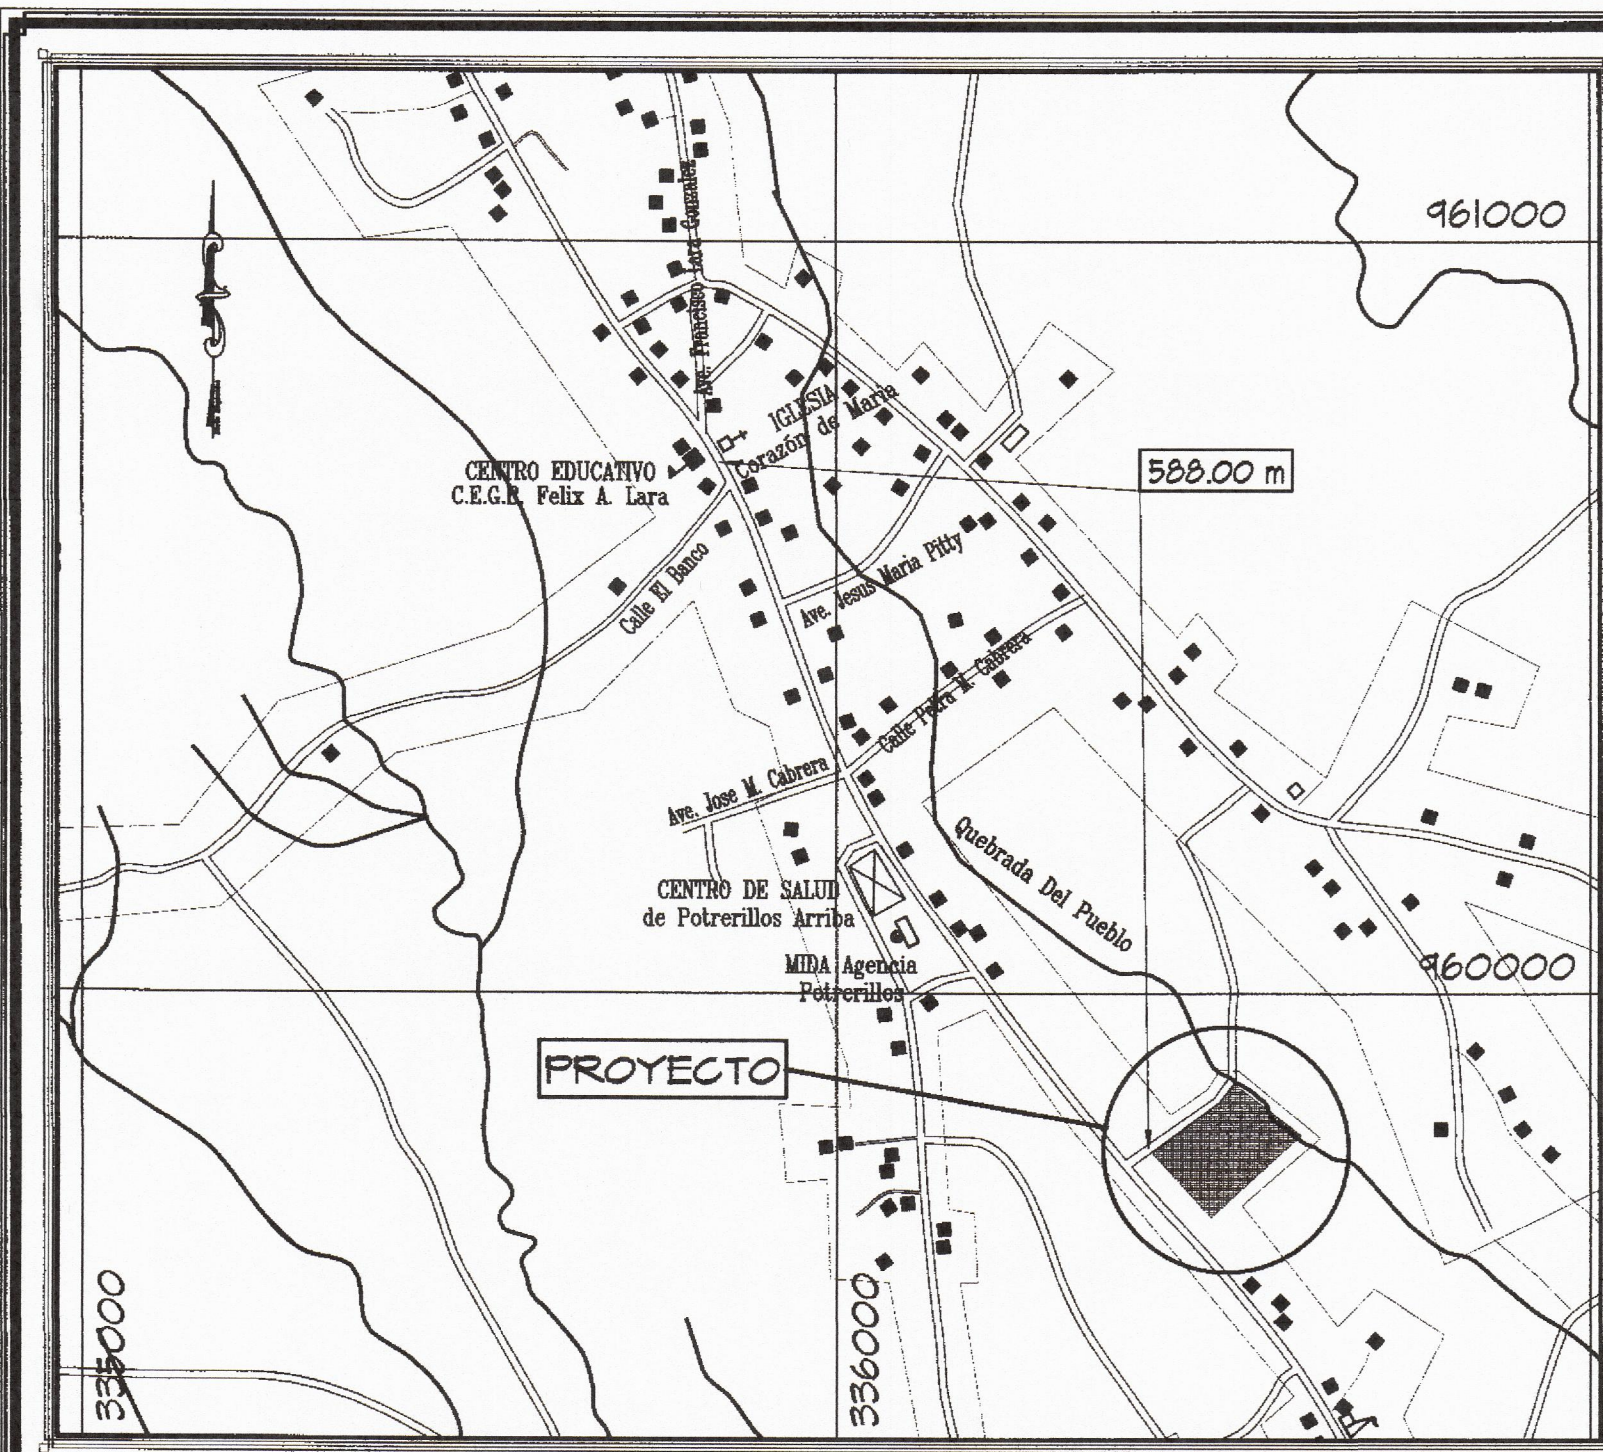 961000
Ave. Francisco Lara Gonzalez
IGLESIA
Corazón de Maria
CENTRO EDUCATIVO
C.E.G.B. Felix A. Lara
588.00 m
Calle El Banco
Ave. Jesus Maria Pitty
Calle Petra M. Cabrera
Ave. Jose M. Cabrera
Quebrada Del Pueblo
CENTRO DE SALUD
de Potrerillos Arriba
MIDA Agencia
Potrerillos
960000
PROYECTO
335000
336000